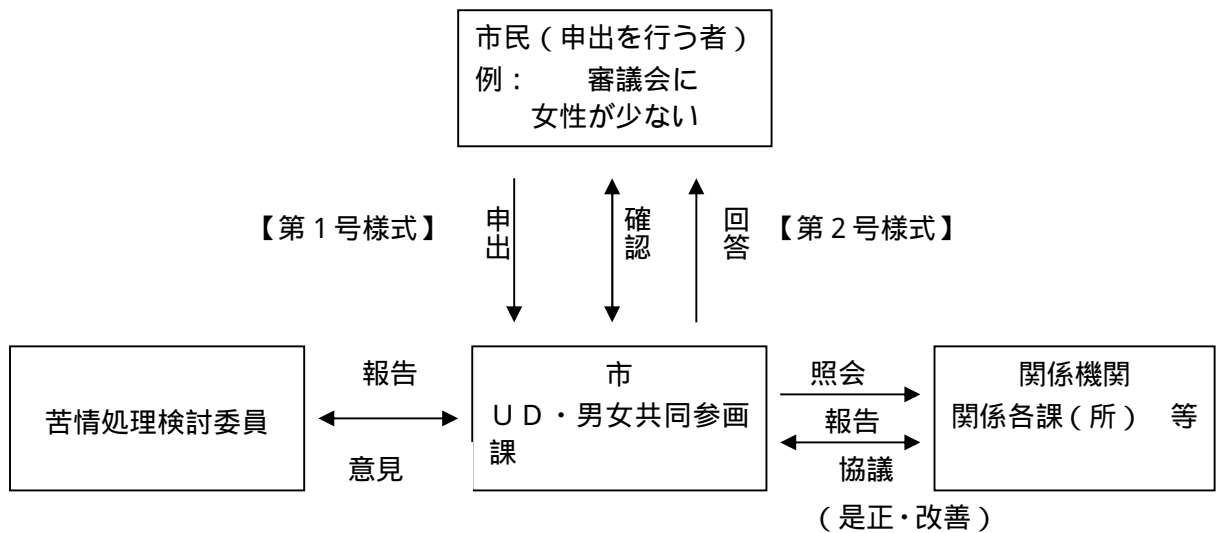 市民(申出を行う者)
例:　　審議会に
女性が少ない
【第1号様式】
申出
確認
回答
【第2号様式】
報告
意見
苦情処理検討委員
市
UD・男女共同参画
課
照会
報告
協議
(是正・改善)
関係機関
関係各課(所)　等